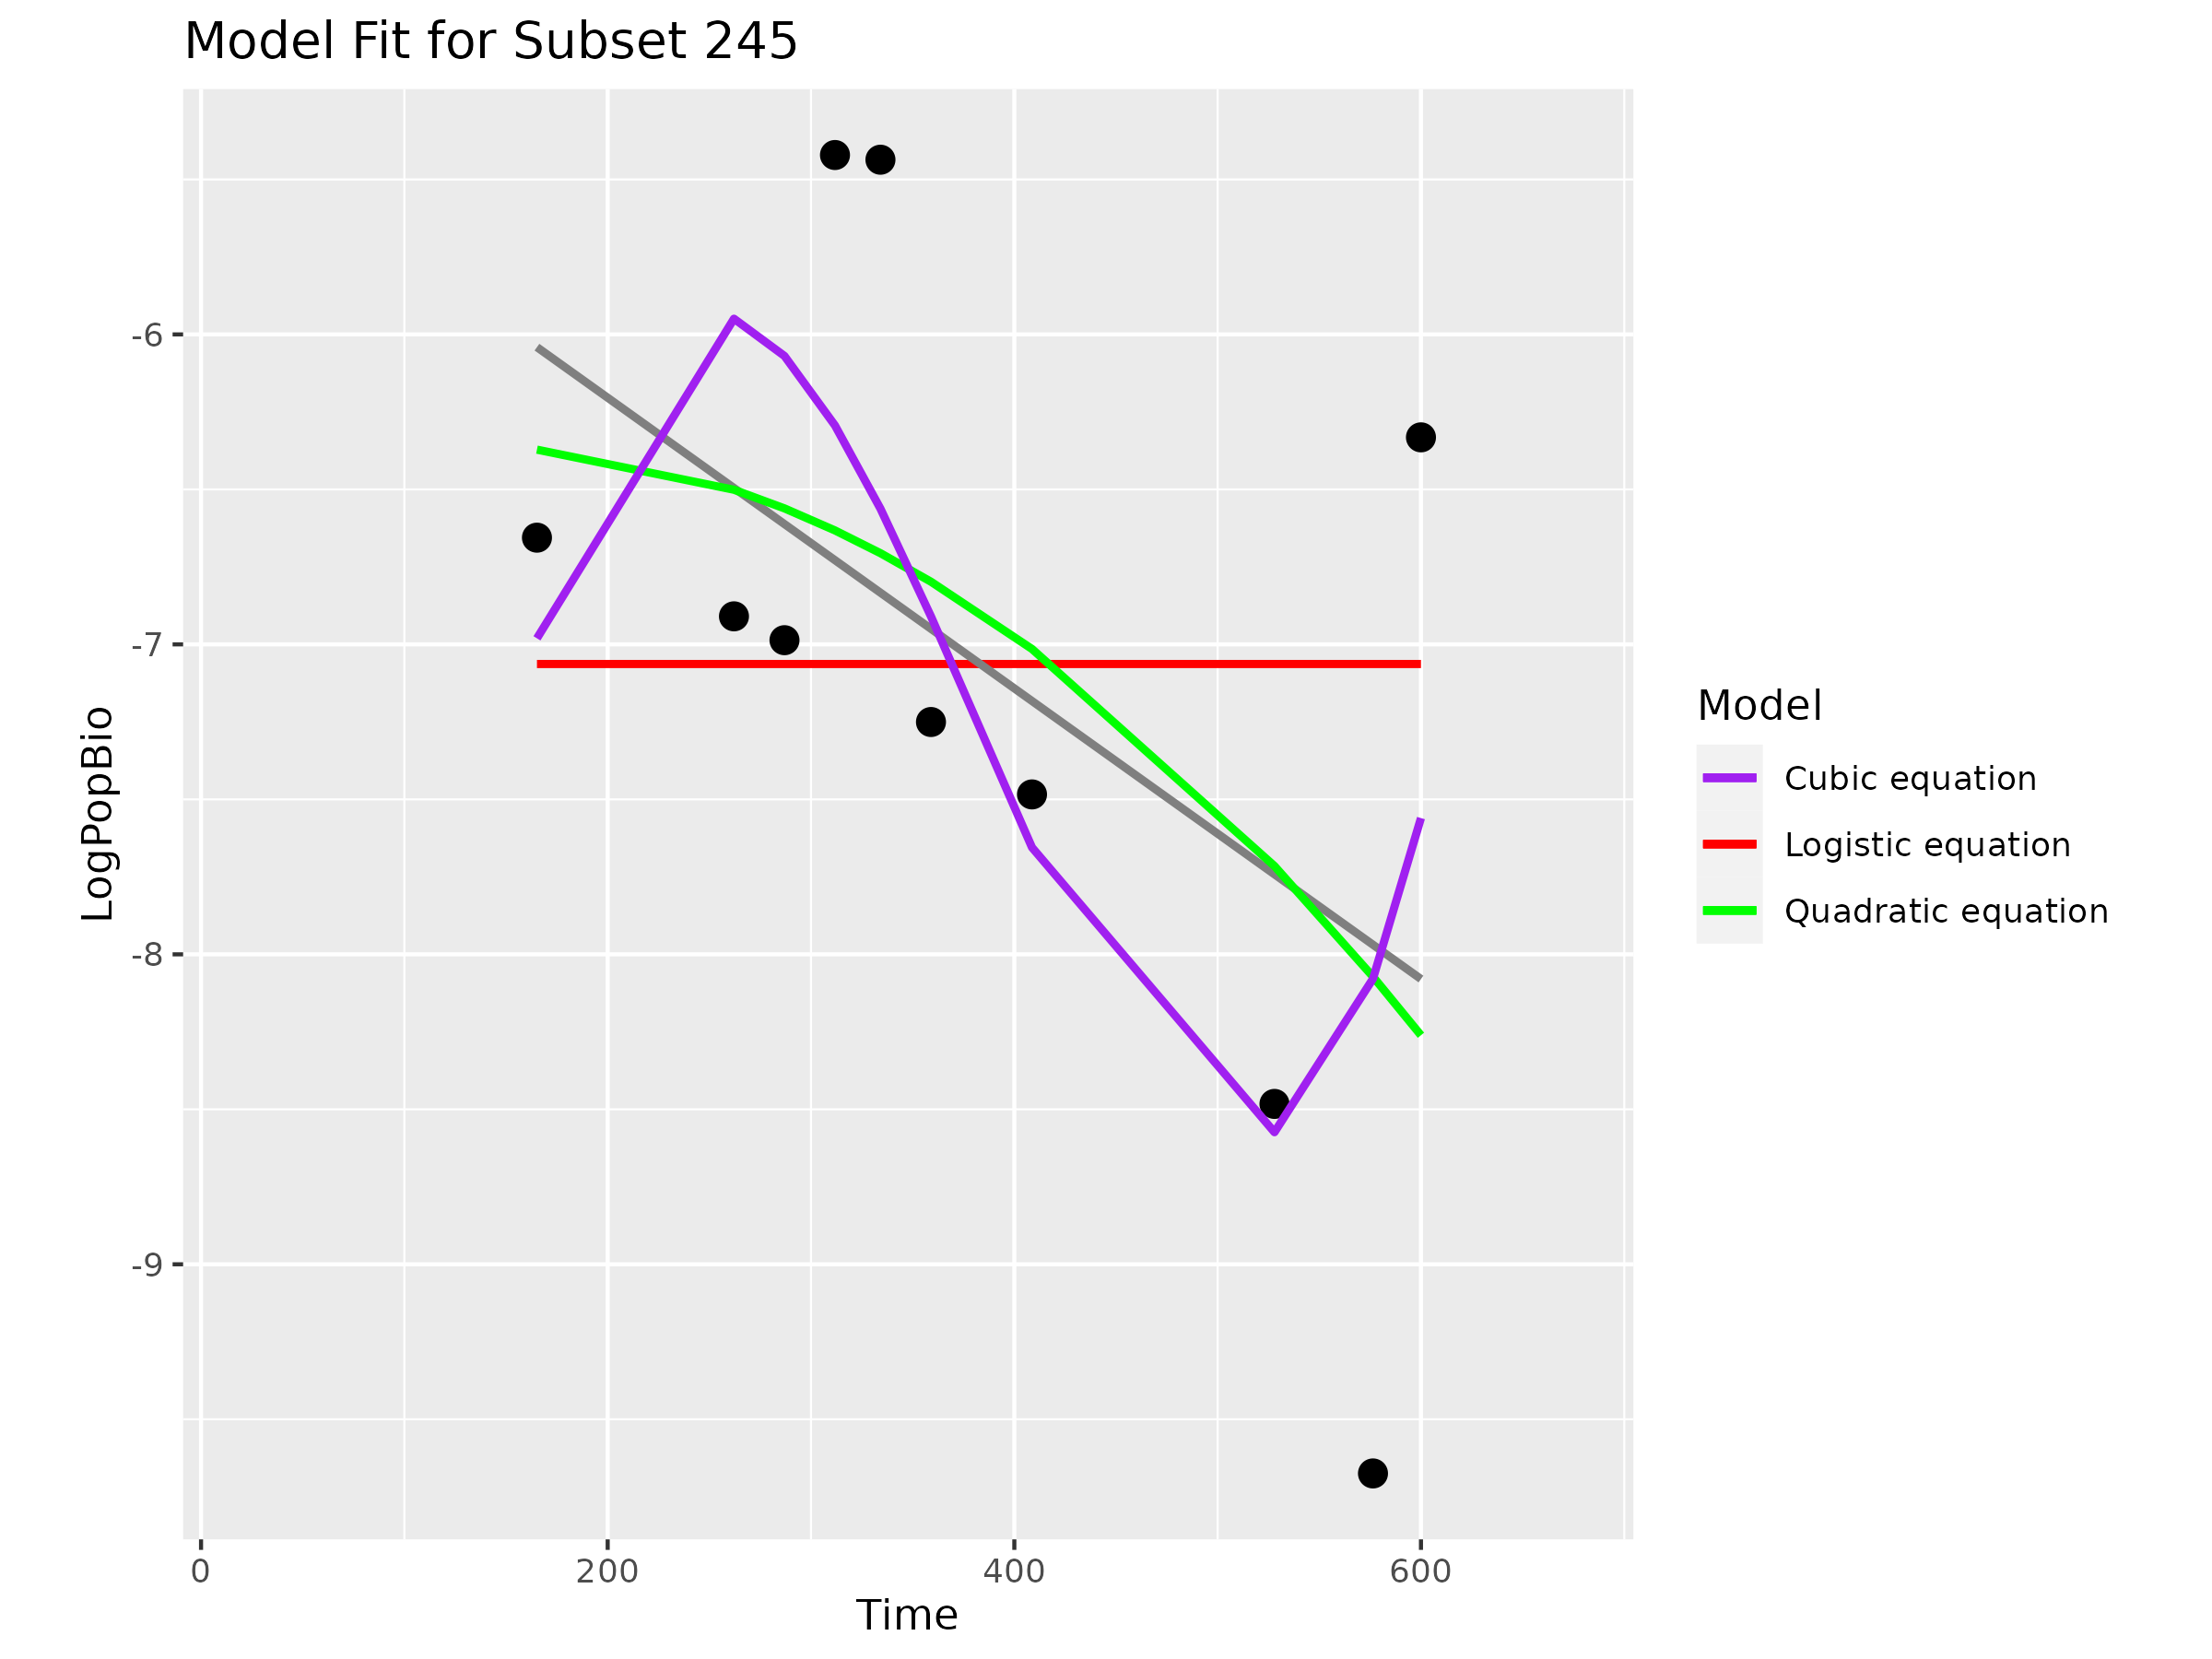 Model Fit for Subset 245
LogPopBio
-6
-7
-8
-9
0
200
400
600
Time
Model
Cubic equation
Logistic equation
Quadratic equation